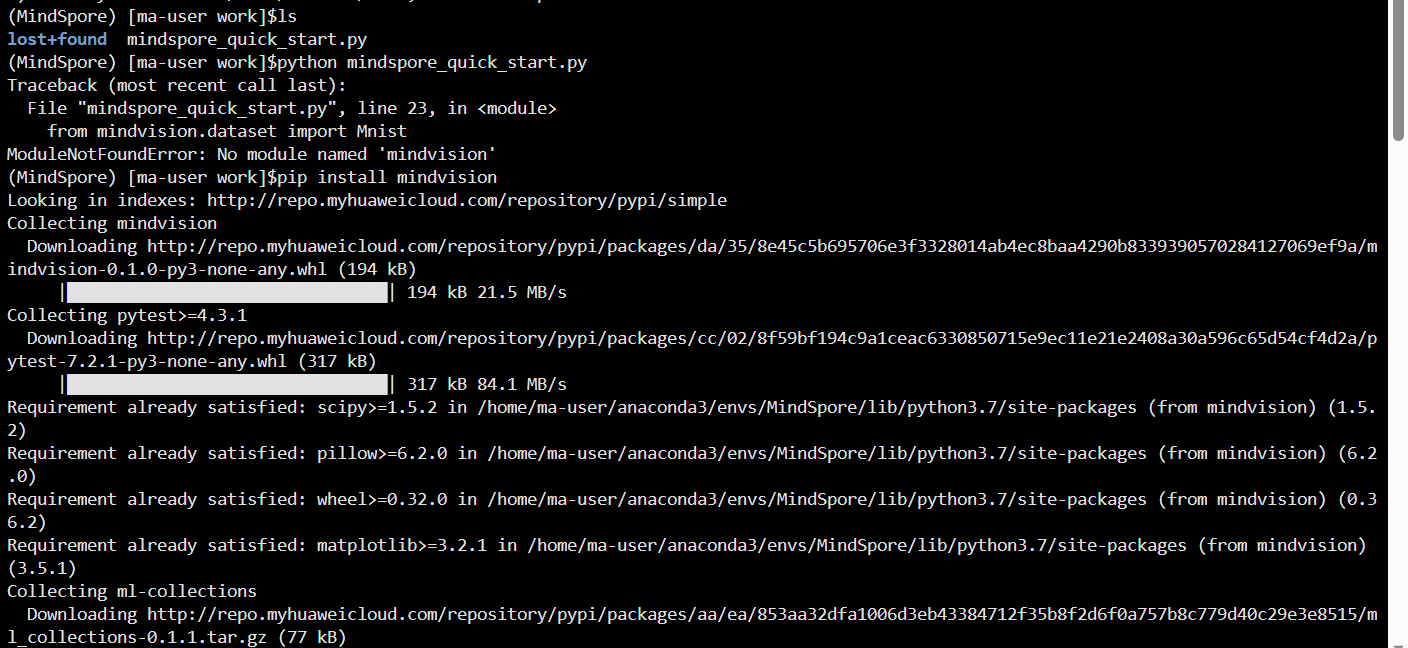 (MindSpore) [ma-user work]$ls
lost+found  mindspore_quick_start.py
(MindSpore) [ma-user work]$python mindspore_quick_start.py
Traceback (most recent call last):
  File "mindspore_quick_start.py", line 23, in <module>
    from mindvision.dataset import Mnist
ModuleNotFoundError: No module named 'mindvision'
(MindSpore) [ma-user work]$pip install mindvision
Looking in indexes: http://repo.myhuaweicloud.com/repository/pypi/simple
Collecting mindvision
  Downloading http://repo.myhuaweicloud.com/repository/pypi/packages/da/35/8e45c5b695706e3f3328014ab4ec8baa4290b8339390570284127069ef9a/m
indvision-0.1.0-py3-none-any.whl (194 kB)
     |████████████████████████████████| 194 kB 21.5 MB/s
Collecting pytest>=4.3.1
  Downloading http://repo.myhuaweicloud.com/repository/pypi/packages/cc/02/8f59bf194c9a1ceac6330850715e9ec11e21e2408a30a596c65d54cf4d2a/p
ytest-7.2.1-py3-none-any.whl (317 kB)
     |████████████████████████████████| 317 kB 84.1 MB/s
Requirement already satisfied: scipy>=1.5.2 in /home/ma-user/anaconda3/envs/MindSpore/lib/python3.7/site-packages (from mindvision) (1.5.
2)
Requirement already satisfied: pillow>=6.2.0 in /home/ma-user/anaconda3/envs/MindSpore/lib/python3.7/site-packages (from mindvision) (6.2
.0)
Requirement already satisfied: wheel>=0.32.0 in /home/ma-user/anaconda3/envs/MindSpore/lib/python3.7/site-packages (from mindvision) (0.3
6.2)
Requirement already satisfied: matplotlib>=3.2.1 in /home/ma-user/anaconda3/envs/MindSpore/lib/python3.7/site-packages (from mindvision)
(3.5.1)
Collecting ml-collections
  Downloading http://repo.myhuaweicloud.com/repository/pypi/packages/aa/ea/853aa32dfa1006d3eb43384712f35b8f2d6f0a757b8c779d40c29e3e8515/m
l_collections-0.1.1.tar.gz (77 kB)